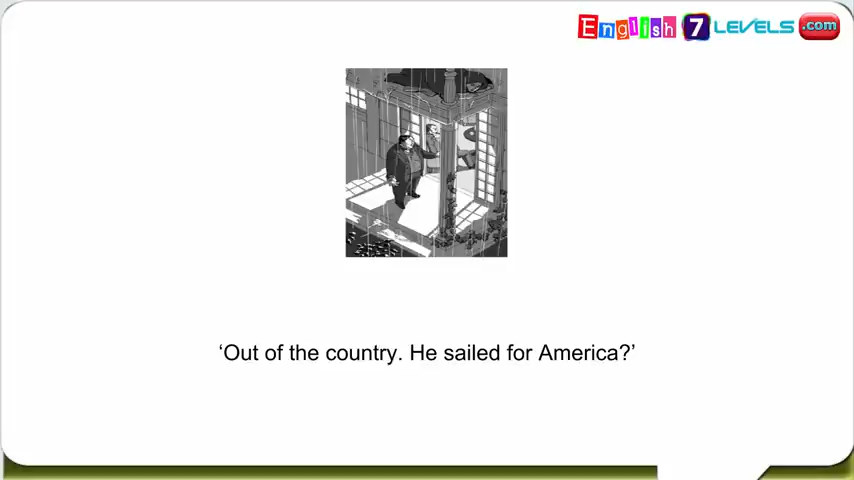 English 7 LEVELS .com
‘Out of the country. He sailed for America?’